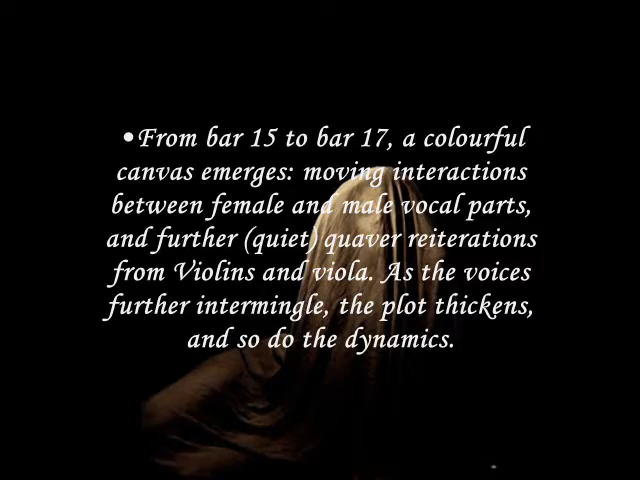 •From bar 15 to bar 17, a colourful
canvas emerges: moving interactions
between female and male vocal parts,
and further (quiet) quaver reiterations
from Violins and viola. As the voices
further intermingle, the plot thickens,
and so do the dynamics.